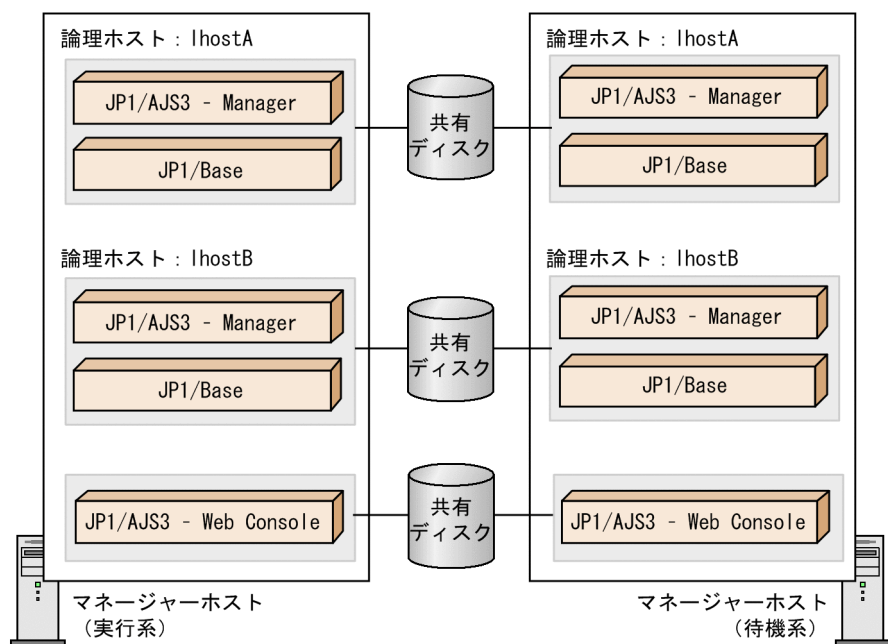 論理ホスト：lhostA
JP1/AJS3 - Manager
JP1/Base
論理ホスト：lhostB
JP1/AJS3 - Manager
JP1/Base
JP1/AJS3 - Web Console
マネージャーホスト
（実行系）
共有
ディスク
共有
ディスク
共有
ディスク
論理ホスト：lhostA
JP1/AJS3 - Manager
JP1/Base
論理ホスト：lhostB
JP1/AJS3 - Manager
JP1/Base
JP1/AJS3 - Web Console
マネージャーホスト
（待機系）